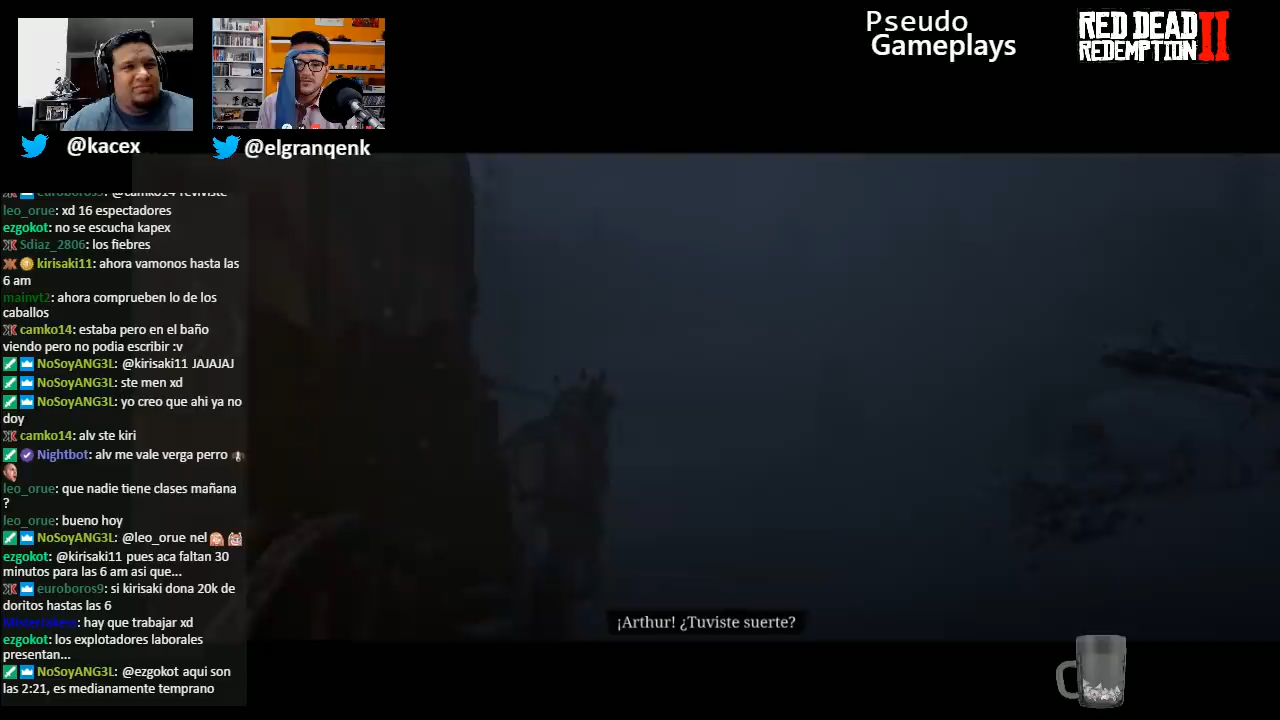 Pseudo
Gameplays
RED DEAD
REDEMPTION II
@kacex
@elgranqenk
leo_orue: xd 16 espectadores
ezgokot: no se escucha kapex
Sdiaz_2806: los fiebres
kirisaki11: ahora vamonos hasta las
6 am
mainvt2: ahora comprueben lo de los
caballos
camko14: estaba pero en el baño
viendo pero no podia escribir :v
NoSoyANG3L: @kirisaki11 JAJAJAJ
NoSoyANG3L: ste men xd
NoSoyANG3L: yo creo que ahi ya no
doy
camko14: alv ste kiri
Nightbot: alv me vale verga perro
leo_orue: que nadie tiene clases mañana
?
leo_orue: bueno hoy
NoSoyANG3L: @leo_orue nel
ezgokot: @kirisaki11 pues aca faltan 30
minutos para las 6 am asi que...
euroboros9: si kirisaki dona 20k de
doritos hastas las 6
hay que trabajar xd
ezgokot: los explotadores laborales
presentan...
NoSoyANG3L: @ezgokot aqui son
las 2:21, es medianamente temprano
¡Arthur! ¿Tuviste suerte?